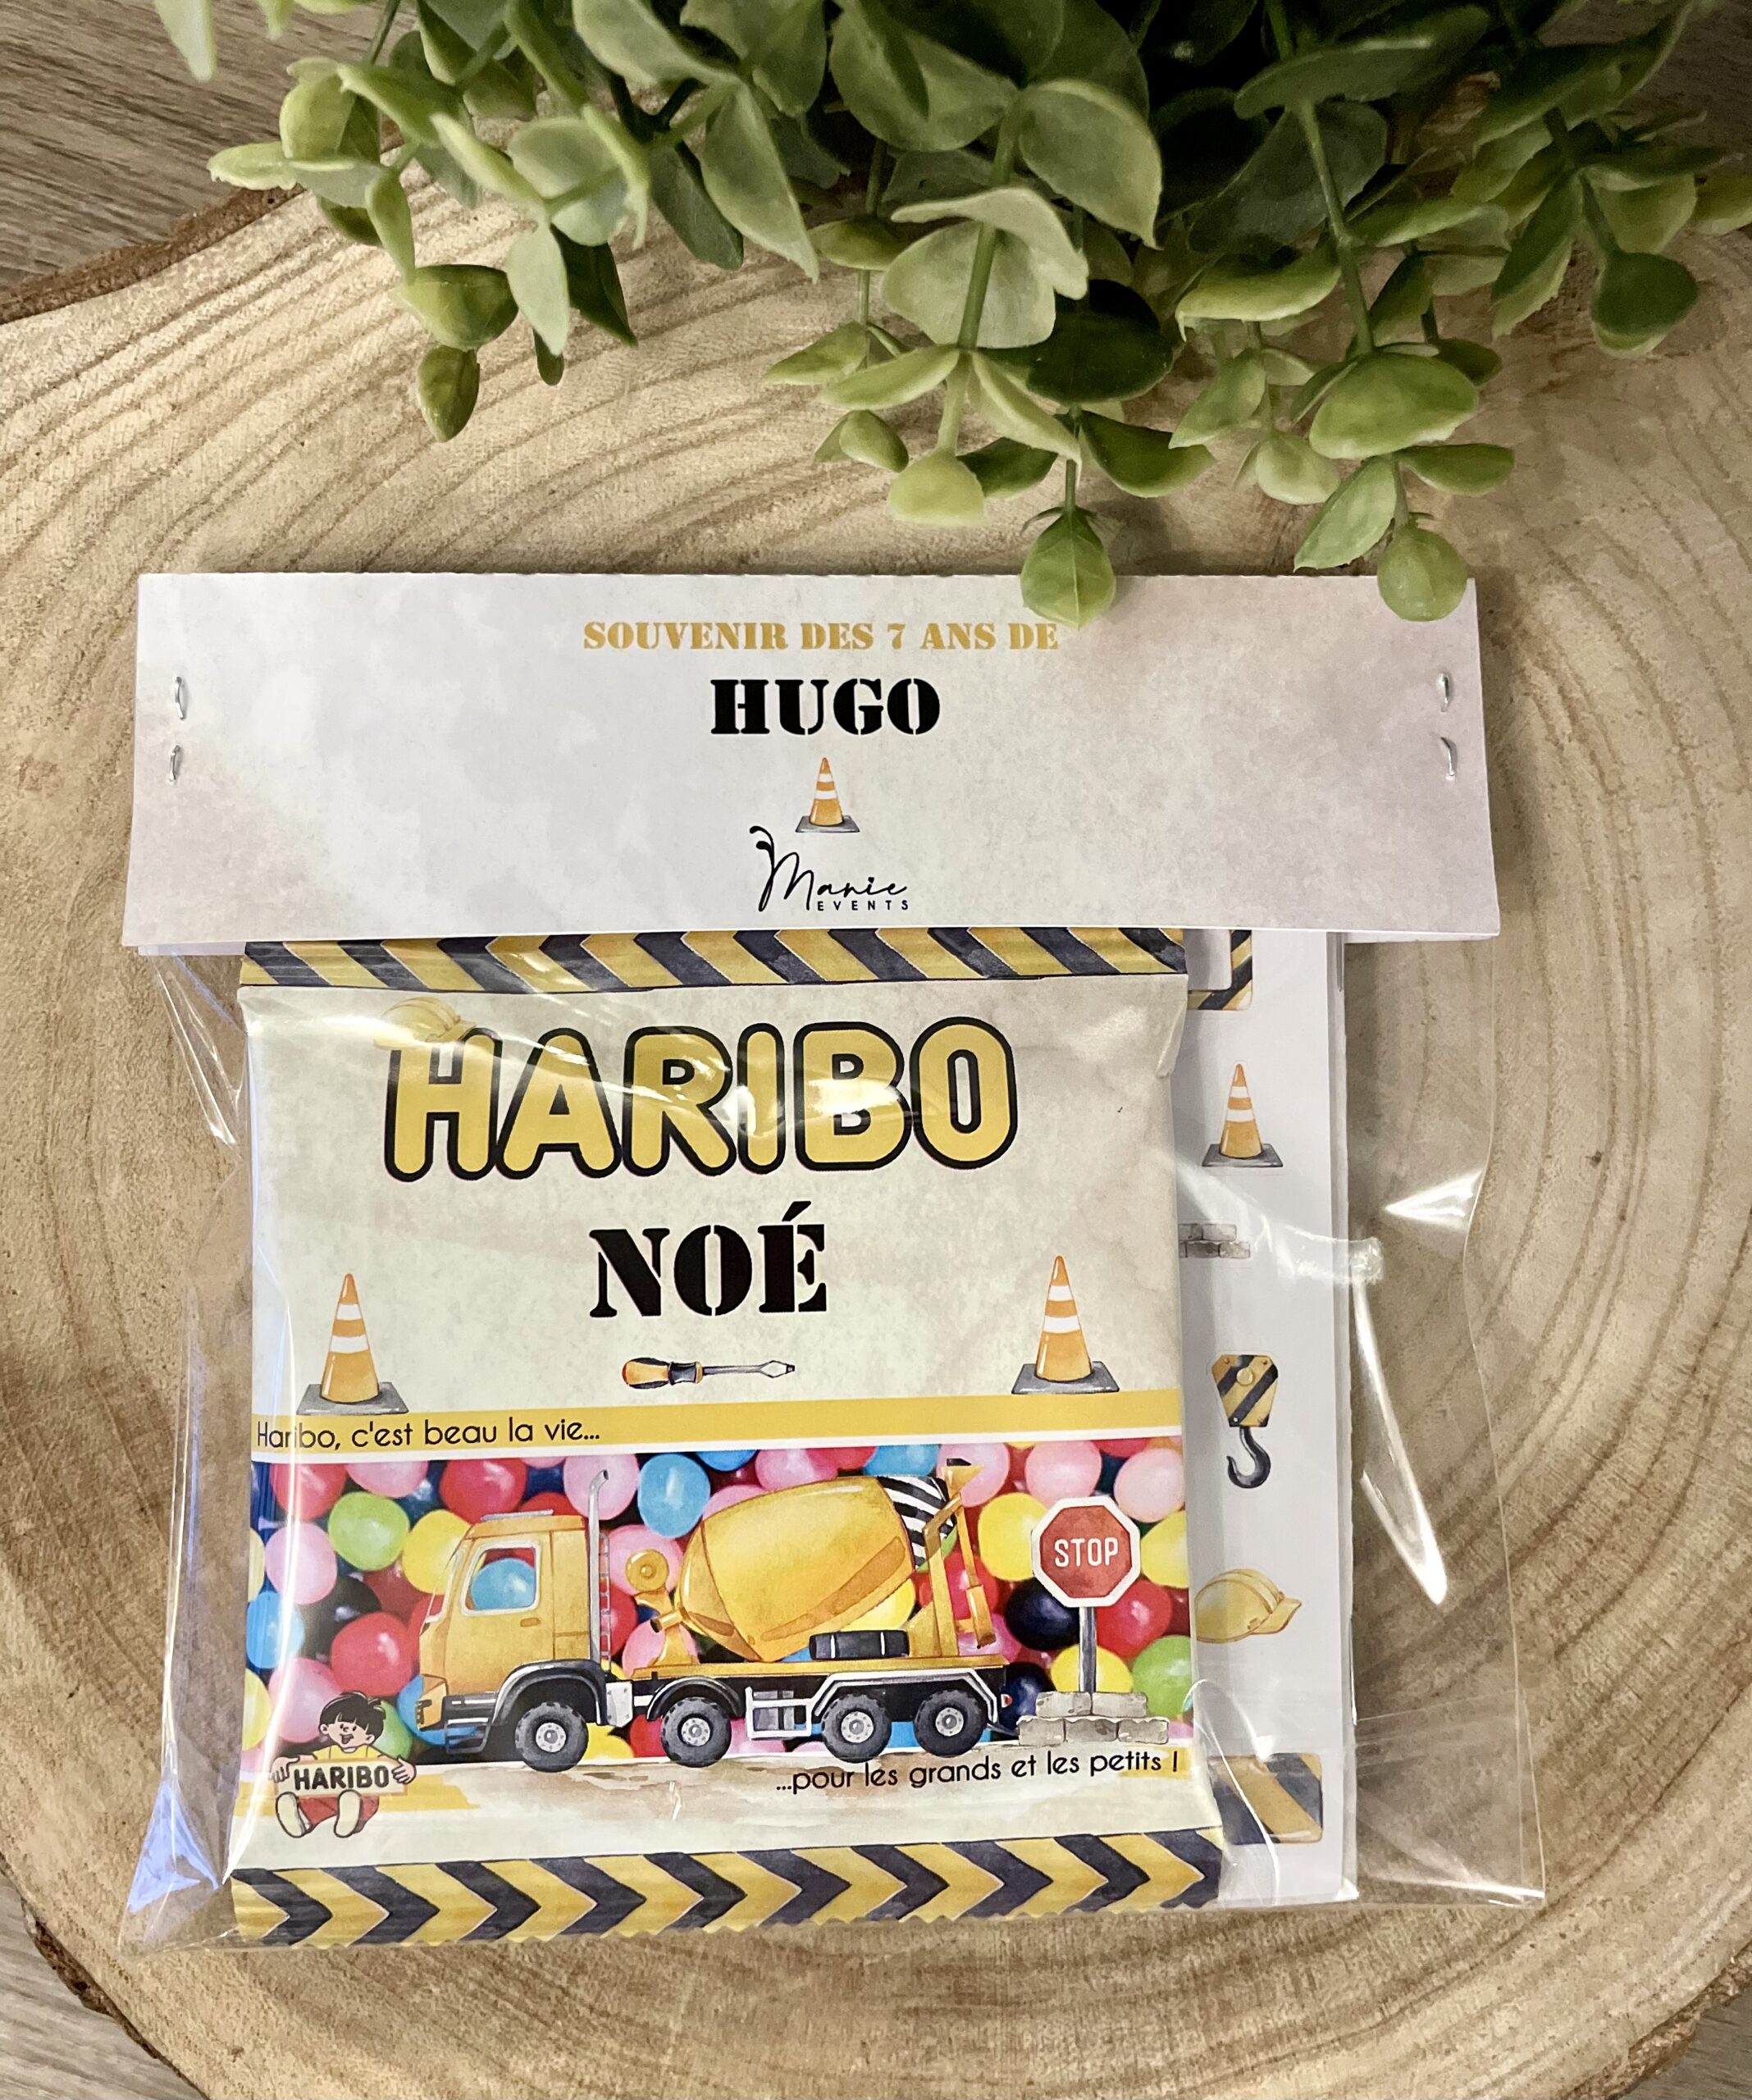 SOUVENIR DES 7 ANS DE
HUGO
Manie
EVENTS
HARIBO
NOÉ
Haribo, c'est beau la vie...
STOP
HARIBO
...pour les grands et les petits !